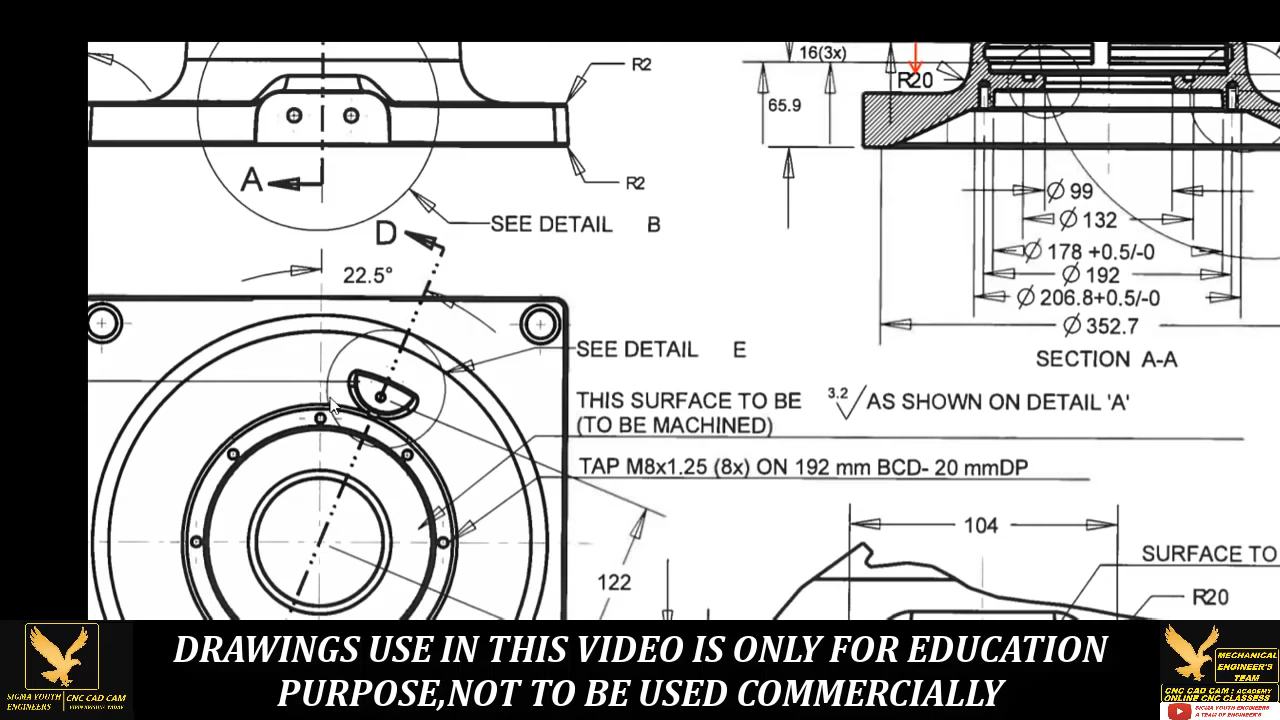 16(3x)
R2
R20
65.9
A
R2
Ø 99
Ø 132
SEE DETAIL B
D
Ø 178 +0.5/-0
22.5°
Ø 192
Ø 206.8+0.5/-0
Ø 352.7
SEE DETAIL E
SECTION A-A
THIS SURFACE TO BE 3.2 AS SHOWN ON DETAIL 'A'
(TO BE MACHINED)
TAP M8x1.25 (8x) ON 192 mm BCD- 20 mmDP
104
SURFACE TO
122
R20
DRAWINGS USE IN THIS VIDEO IS ONLY FOR EDUCATION
PURPOSE,NOT TO BE USED COMMERCIALLY
SIGMA YOUTH
ENGINEERS
CNC CAD CAM
MECHANICAL
ENGINEER'S
TEAM
CNC CAD CAM : ACADEMY
ONLINE CNC CLASSESS
SIGMA YOUTH ENGINEERS
A TEAM OF ENGINEER'S